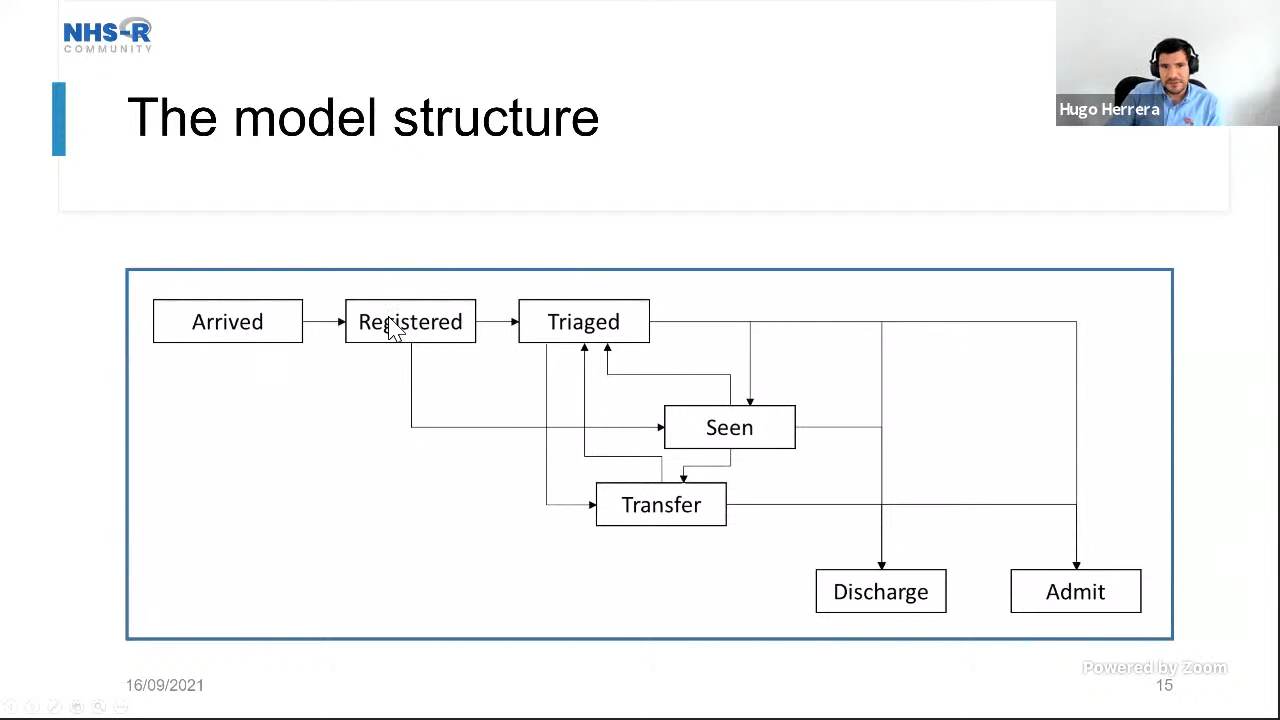 NHS-R
COMMUNITY
Hugo Herrera
The model structure
Arrived
Registered
Triaged
Seen
Transfer
Discharge
Admit
Powered by Zoom
16/09/2021
15